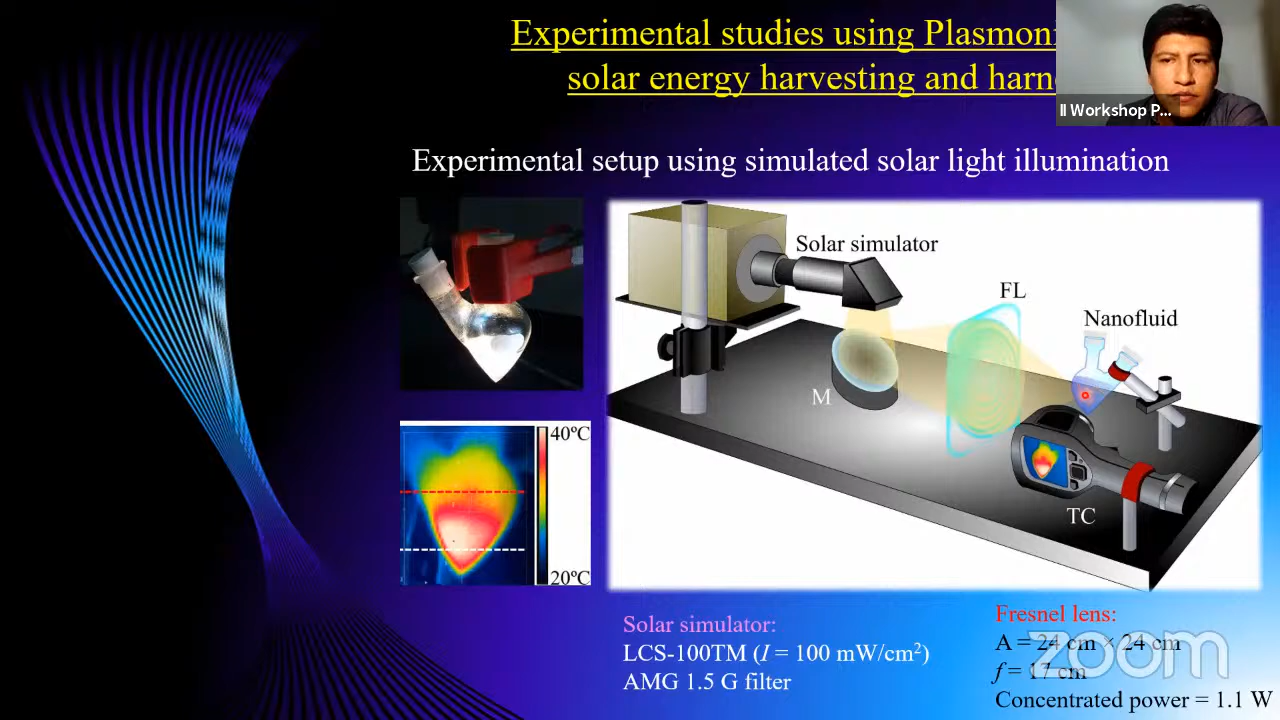 Experimental studies using Plasmoni
solar energy harvesting and harn
II Workshop P...
Experimental setup using simulated solar light illumination
Solar simulator
FL
Nanofluid
M
TC
40ºC
20ºC
Solar simulator:
LCS-100TM (I = 100 mW/cm²)
AMG 1.5 G filter
Fresnel lens:
A = 24 cm × 24 cm
f = 17 cm
Concentrated power = 1.1 W
zoom